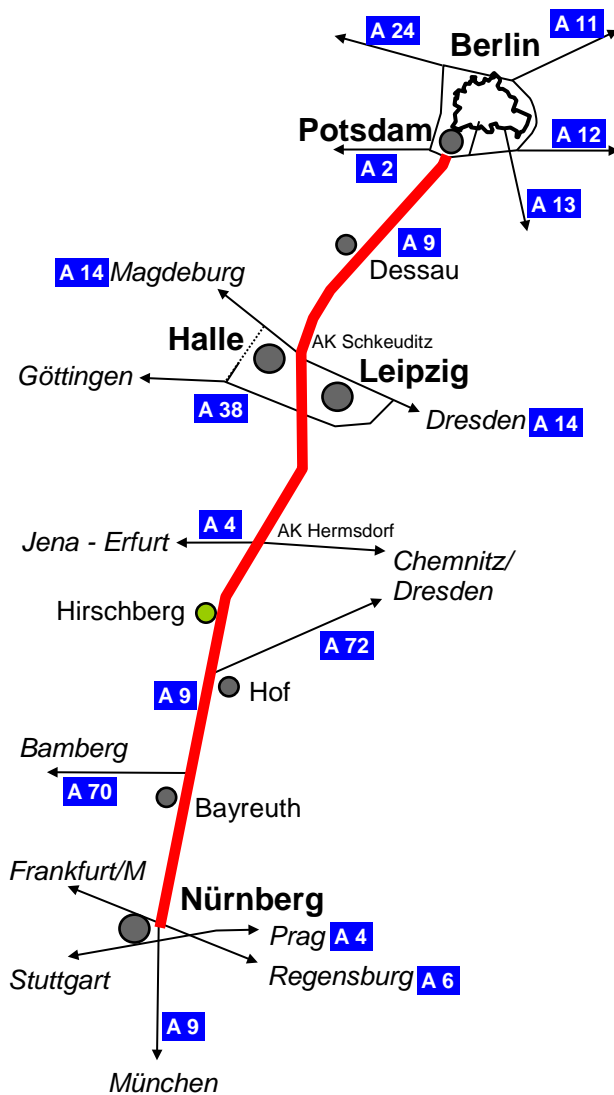 A 24
A 11
Berlin
Potsdam
A 2
A 12
A 13
A 9
Dessau
A 14 Magdeburg
AK Schkeuditz
Halle
Leipzig
Göttingen
A 38
Dresden A 14
A 4
AK Hermsdorf
Jena - Erfurt
Chemnitz/
Dresden
Hirschberg
A 72
A 9
Hof
Bamberg
A 70
Bayreuth
Frankfurt/M
Nürnberg
Prag A 4
Stuttgart
Regensburg A 6
A 9
München